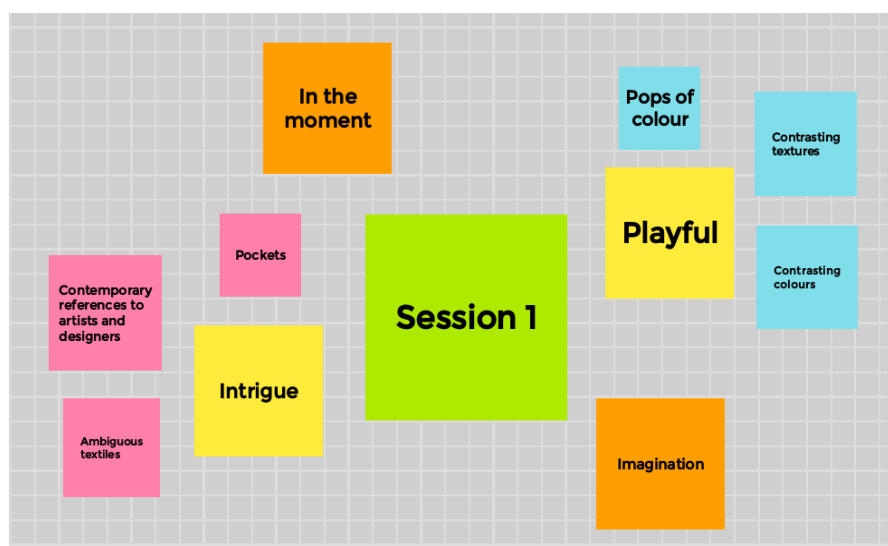 In the
moment
Pops of
colour
Contrasting
textures
Playful
Pockets
Contrasting
colours
Contemporary
references to
artists and
designers
Session 1
Intrigue
Ambiguous
textiles
Imagination